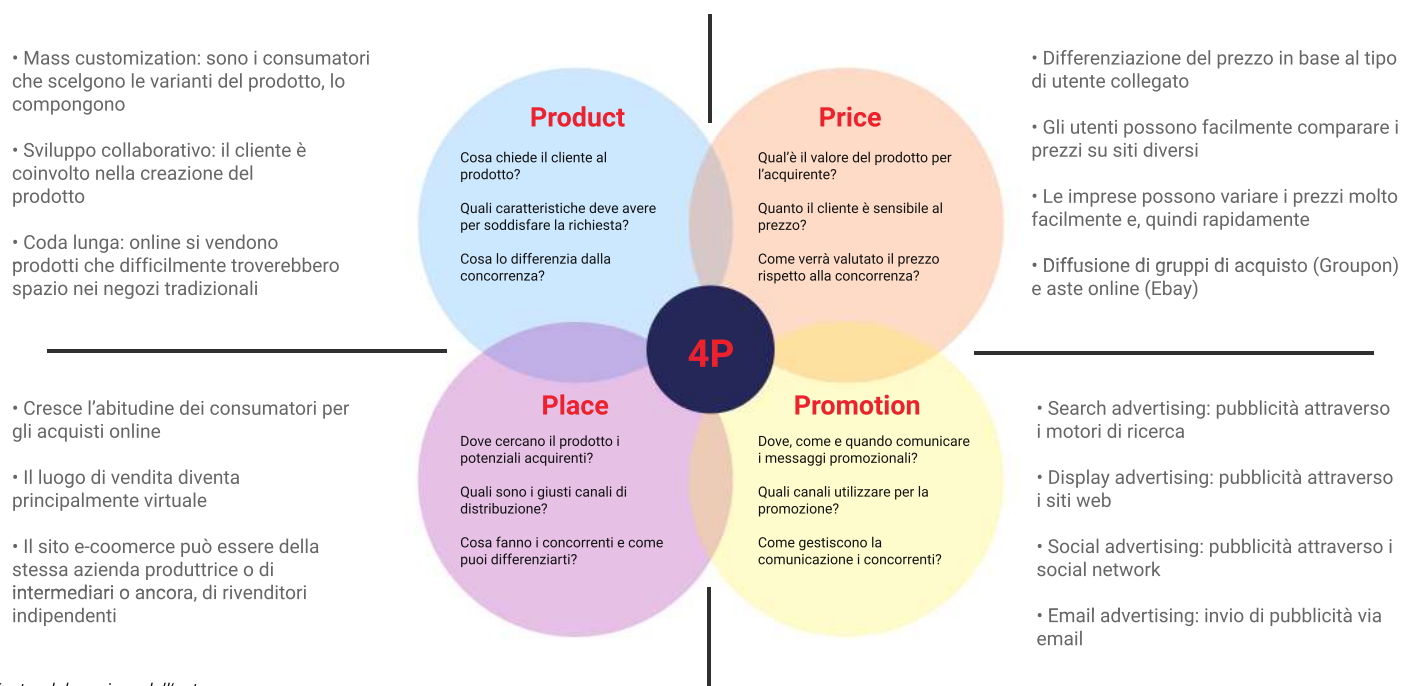 • Mass customization: sono i consumatori
che scelgono le varianti del prodotto, lo
compongono
• Sviluppo collaborativo: il cliente è
coinvolto nella creazione del
prodotto
• Coda lunga: online si vendono
prodotti che difficilmente troverebbero
spazio nei negozi tradizionali
Product
Cosa chiede il cliente al
prodotto?
Quali caratteristiche deve avere
per soddisfare la richiesta?
Cosa lo differenzia dalla
concorrenza?
Price
Qual'è il valore del prodotto per
l'acquirente?
Quanto il cliente è sensibile al
prezzo?
Come verrà valutato il prezzo
rispetto alla concorrenza?
• Differenziazione del prezzo in base al tipo
di utente collegato
• Gli utenti possono facilmente comparare i
prezzi su siti diversi
• Le imprese possono variare i prezzi molto
facilmente e, quindi rapidamente
• Diffusione di gruppi di acquisto (Groupon)
e aste online (Ebay)
4P
• Cresce l'abitudine dei consumatori per
gli acquisti online
• Il luogo di vendita diventa
principalmente virtuale
• Il sito e-coomerce può essere della
stessa azienda produttrice o di
intermediari o ancora, di rivenditori
indipendenti
Place
Dove cercano il prodotto i
potenziali acquirenti?
Quali sono i giusti canali di
distribuzione?
Cosa fanno i concorrenti e come
puoi differenziarti?
Promotion
Dove, come e quando comunicare
i messaggi promozionali?
Quali canali utilizzare per la
promozione?
Come gestiscono la
comunicazione i concorrenti?
• Search advertising: pubblicità attraverso
i motori di ricerca
• Display advertising: pubblicità attraverso
i siti web
• Social advertising: pubblicità attraverso i
social network
• Email advertising: invio di pubblicità via
email